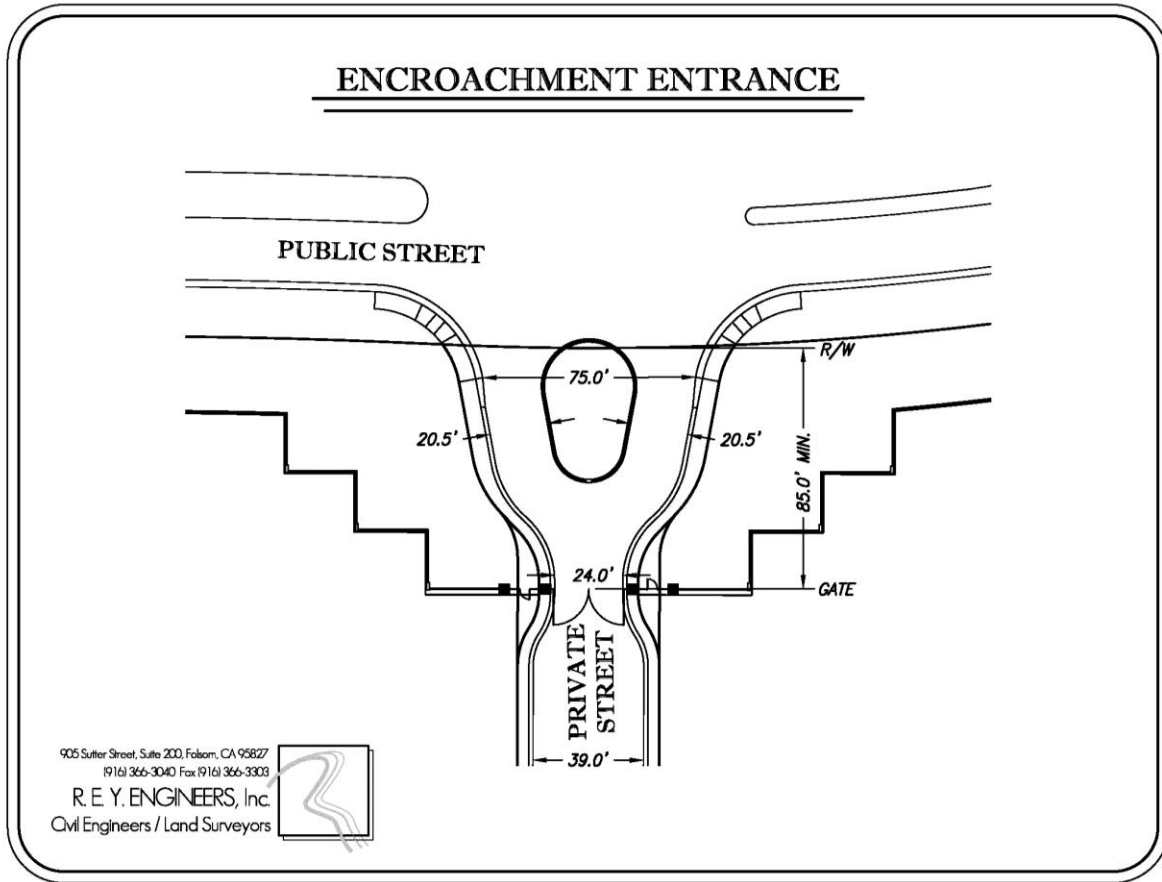 ENCROACHMENT ENTRANCE
PUBLIC STREET
R/W
75.0'
20.5'
20.5'
85.0' MIN.
24.0'
GATE
PRIVATE
STREET
39.0'
905 Sutter Street, Suite 200, Folsom, CA 95827
(916) 366-3040 Fax (916) 366-3303
R. E. Y. ENGINEERS, Inc.
Civil Engineers / Land Surveyors